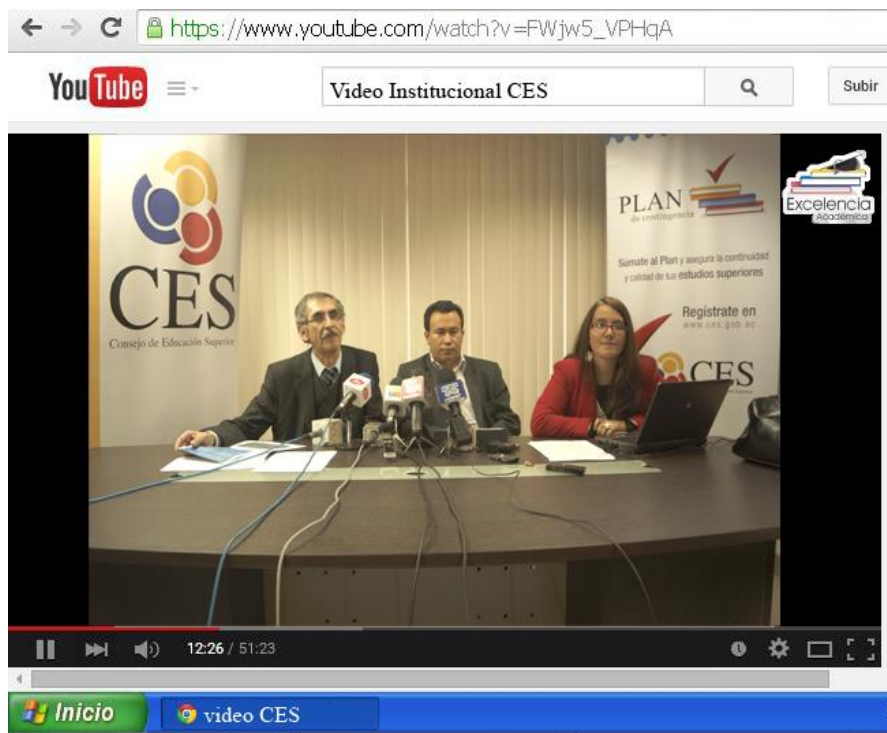 https://www.youtube.com/watch?v=FWjw5_VPHqA
YouTube
Video Institucional CES
Subir
CES
Consejo de Educación Superior
PLAN
de contingencia
Súmate al Plan y asegura la continuidad
y calidad de tus estudios superiores
Regístrate en
www.ces.gob.ec
CES
Excelencia
Académica
12:26 / 51:23
Inicio
video CES